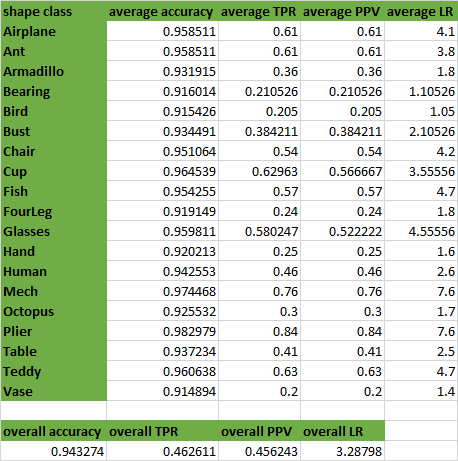 shape class average accuracy average TPR average PPV average LR
Airplane 0.958511 0.61 0.61 4.1
Ant 0.958511 0.61 0.61 3.8
Armadillo 0.931915 0.36 0.36 1.8
Bearing 0.916014 0.210526 0.210526 1.10526
Bird 0.915426 0.205 0.205 1.05
Bust 0.934491 0.384211 0.384211 2.10526
Chair 0.951064 0.54 0.54 4.2
Cup 0.964539 0.62963 0.566667 3.55556
Fish 0.954255 0.57 0.57 4.7
FourLeg 0.919149 0.24 0.24 1.8
Glasses 0.959811 0.580247 0.522222 4.55556
Hand 0.920213 0.25 0.25 1.6
Human 0.942553 0.46 0.46 2.6
Mech 0.974468 0.76 0.76 7.6
Octopus 0.925532 0.3 0.3 1.7
Plier 0.982979 0.84 0.84 7.6
Table 0.937234 0.41 0.41 2.5
Teddy 0.960638 0.63 0.63 4.7
Vase 0.914894 0.2 0.2 1.4
overall accuracy overall TPR overall PPV overall LR
0.943274 0.462611 0.456243 3.28798